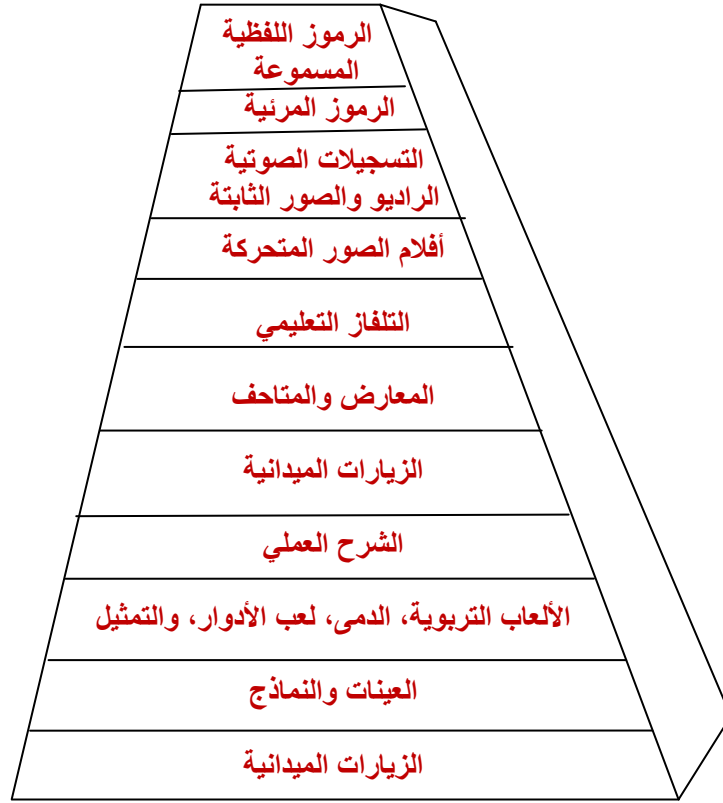 الرموز اللفظية
المسموعة
الرموز المرئية
التسجيلات الصوتية
الراديو والصور الثابتة
أفلام الصور المتحركة
التلفاز التعليمي
المعارض والمتاحف
الزيارات الميدانية
الشرح العملي
الألعاب التربوية، الدمى، لعب الأدوار، والتمثيل
العينات والنماذج
الزيارات الميدانية